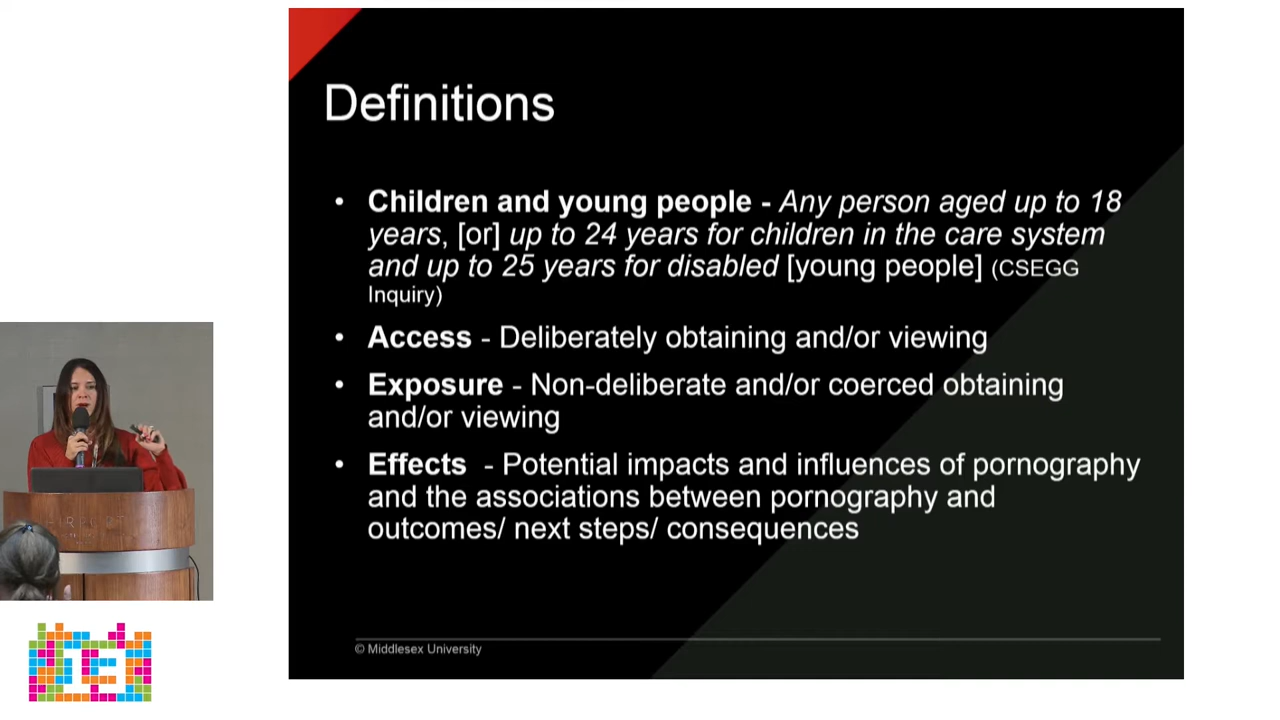 Definitions
• Children and young people - Any person aged up to 18
years, [or] up to 24 years for children in the care system
and up to 25 years for disabled [young people] (CSEGG
Inquiry)
• Access - Deliberately obtaining and/or viewing
• Exposure - Non-deliberate and/or coerced obtaining
and/or viewing
• Effects - Potential impacts and influences of pornography
and the associations between pornography and
outcomes/ next steps/ consequences
© Middlesex University